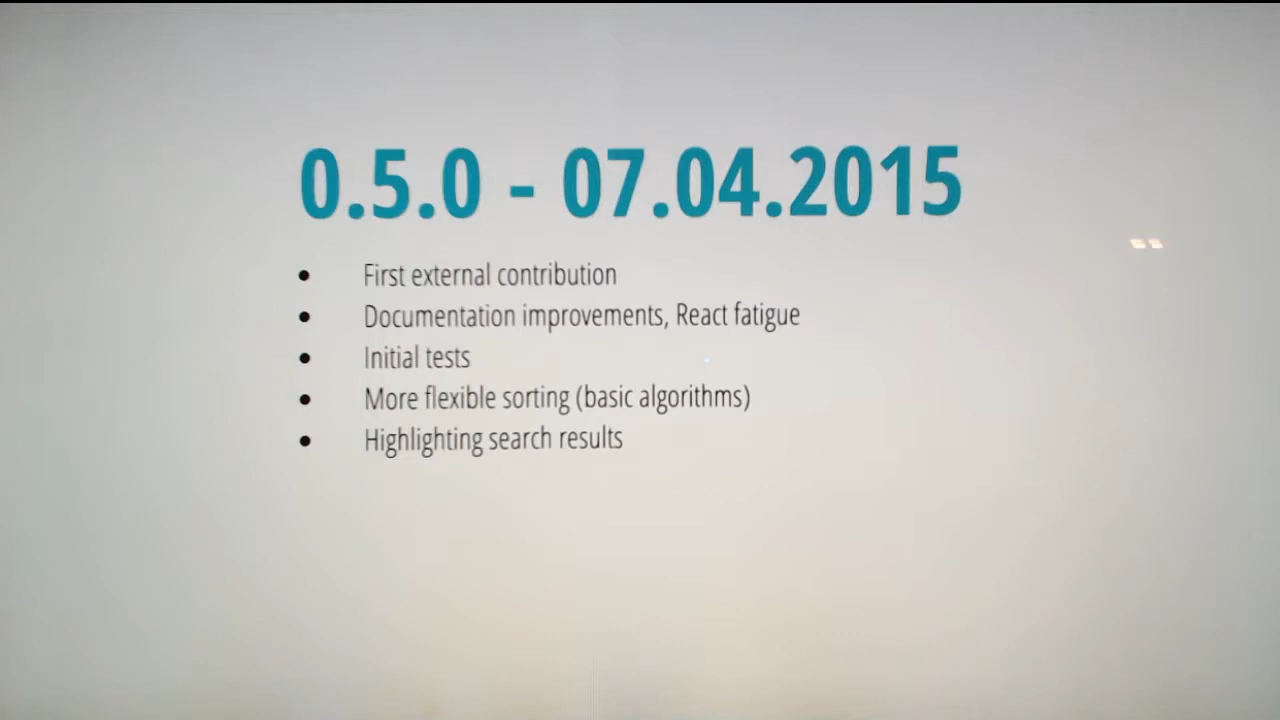 0.5.0 - 07.04.2015
• First external contribution
• Documentation improvements, React fatigue
• Initial tests
• More flexible sorting (basic algorithms)
• Highlighting search results